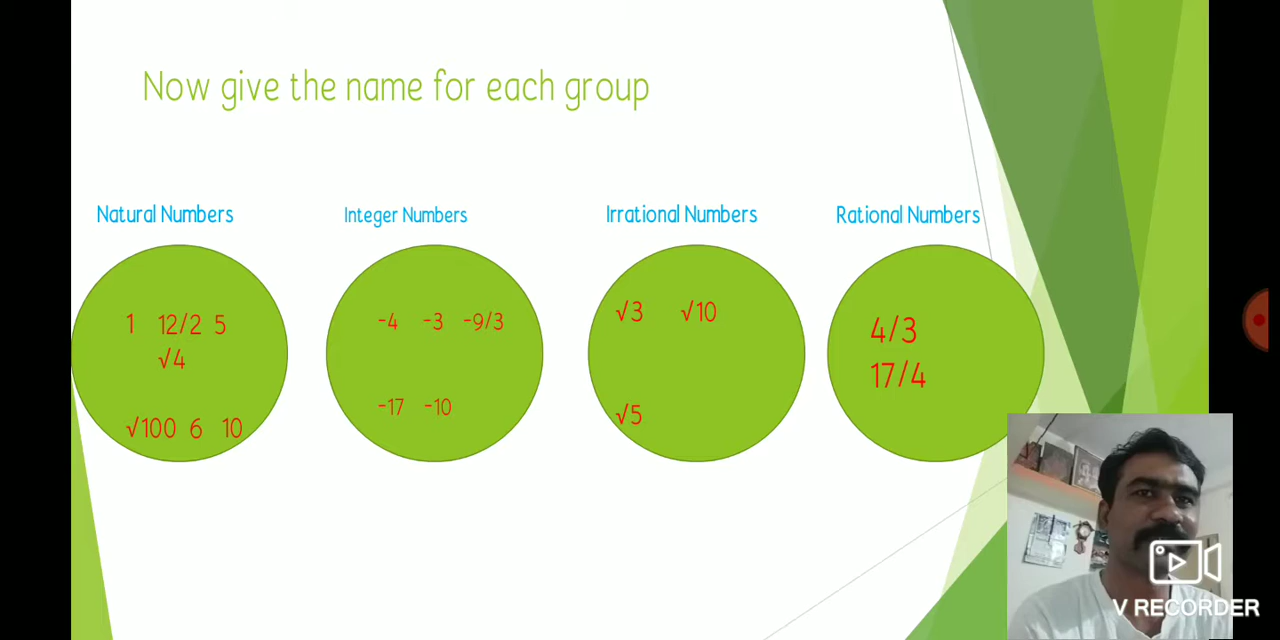 Now give the name for each group
Natural Numbers
Integer Numbers
Irrational Numbers
Rational Numbers
1 12/2 5
√4
√100 6 10
-4 -3 -9/3
-17 -10
√3 √10
√5
4/3
17/4
V RECORDER